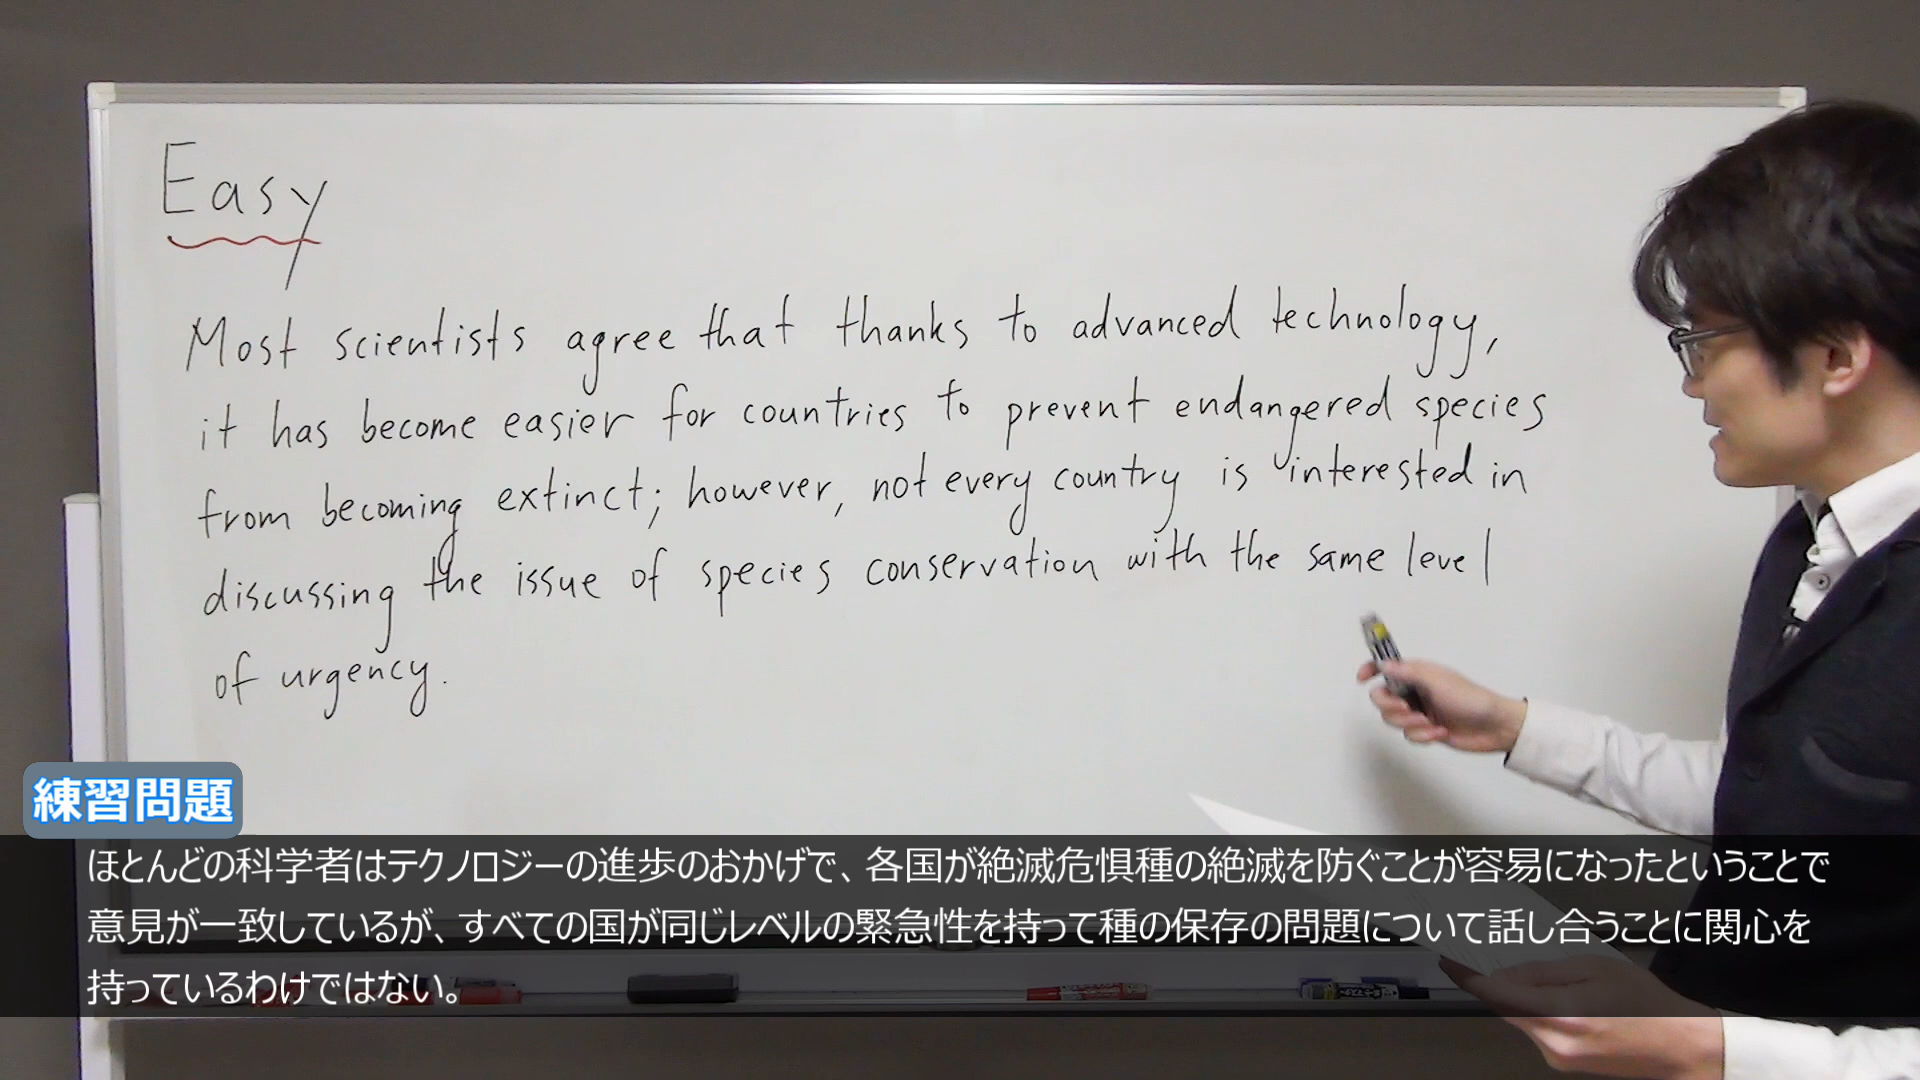 Easy
Most scientists agree that thanks to advanced technology,
it has become easier for countries to prevent endangered species
from becoming extinct; however, not every country is interested in
discussing the issue of species conservation with the same level
of urgency.
練習問題
ほとんどの科学者はテクノロジーの進歩のおかげで、各国が絶滅危惧種の絶滅を防ぐことが容易になったということで
意見が一致しているが、すべての国が同じレベルの緊急性を持って種の保存の問題について話し合うことに関心を
持っているわけではない。